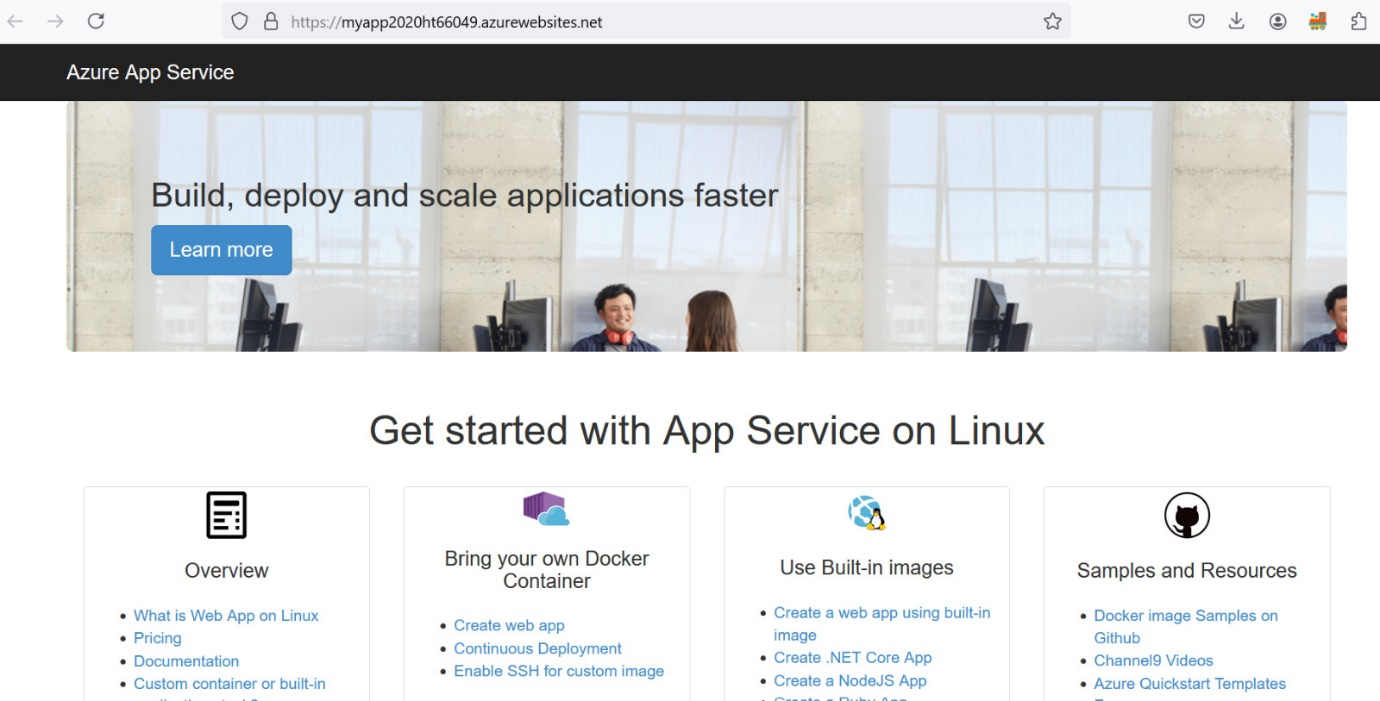 https://myapp2020ht66049.azurewebsites.net
Azure App Service
Build, deploy and scale applications faster
Learn more
Get started with App Service on Linux
Overview
What is Web App on Linux
Pricing
Documentation
Custom container or built-in
Bring your own Docker
Container
Create web app
Continuous Deployment
Enable SSH for custom image
Use Built-in images
Create a web app using built-in
image
Create .NET Core App
Create a NodeJS App
Create a Ruby App
Samples and Resources
Docker image Samples on
Github
Channel9 Videos
Azure Quickstart Templates